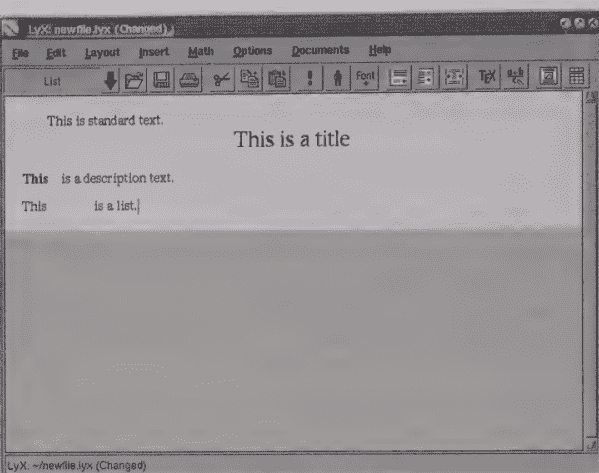 LyX: newfile.lyx (Changed)
File Edit Layout Insert Math Options Documents Help
List Font TEX
This is standard text.
This is a title
This is a description text.
This is a list.
LyX: ~/newfile.lyx (Changed)